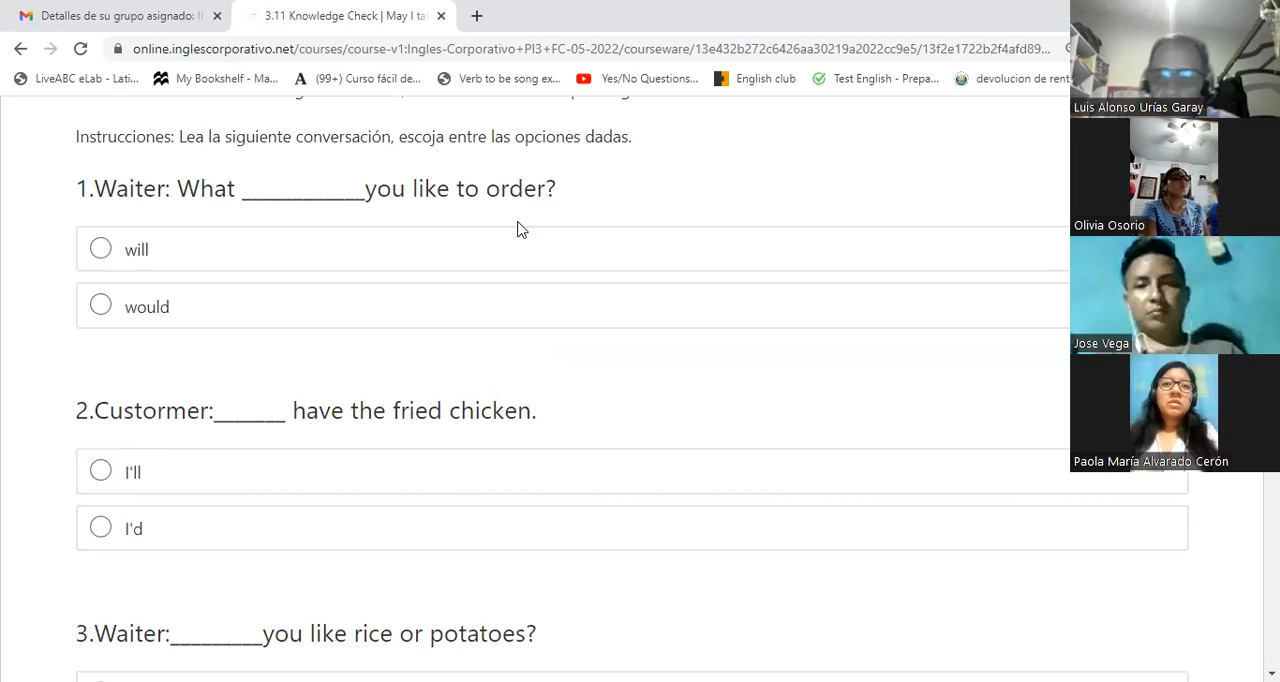 Detalles de su grupo asignado: I
3.11 Knowledge Check | May I ta
online.inglescorporativo.net/courses/course-v1:Ingles-Corporativo+PI3+FC-05-2022/courseware/13e432b272c6426aa30219a2022cc9e5/13f2e1722b2f4afd89...
LiveABC eLab - Lati...
My Bookshelf - Ma...
(99+) Curso fácil de...
Verb to be song ex...
Yes/No Questions...
English club
Test English - Prepa...
devolucion de rent
Instrucciones: Lea la siguiente conversación, escoja entre las opciones dadas.
1.Waiter: What ____________you like to order?
will
would
2.Custormer:_______ have the fried chicken.
I'll
I'd
3.Waiter:_________you like rice or potatoes?
Luis Alonso Urías Garay
Olivia Osorio
Jose Vega
Paola María Alvarado Cerón